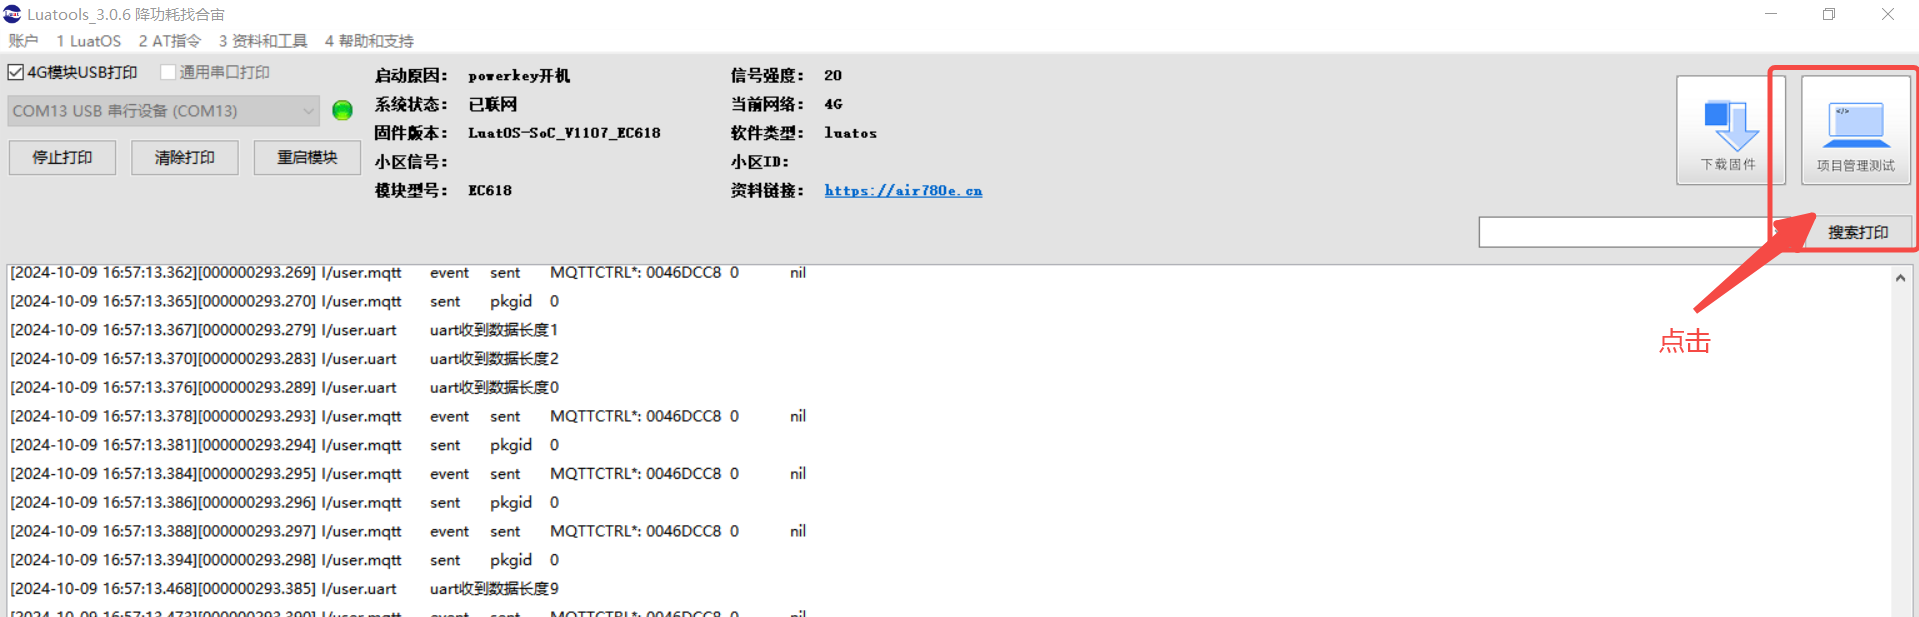 Luatools_3.0.6 降功耗找合宙
账户 1 LuatOS 2 AT指令 3 资料和工具 4 帮助和支持
4G模块USB打印 通用串口打印
COM13 USB 串行设备 (COM13)
停止打印 清除打印 重启模块
启动原因: powerkey开机 信号强度: 20
系统状态: 已联网 当前网络: 4G
固件版本: LuatOS-SoC_V1107_EC618 软件类型: luatos
小区信号: 小区ID:
模块型号: EC618 资料链接: https://air780e.cn
下载固件 项目管理测试
搜索打印
点击
[2024-10-09 16:57:13.362][000000293.269] I/user.mqtt event sent MQTTCTRL*: 0046DCC8 0 nil
[2024-10-09 16:57:13.365][000000293.270] I/user.mqtt sent pkgid 0
[2024-10-09 16:57:13.367][000000293.279] I/user.uart uart收到数据长度1
[2024-10-09 16:57:13.370][000000293.283] I/user.uart uart收到数据长度2
[2024-10-09 16:57:13.376][000000293.289] I/user.uart uart收到数据长度0
[2024-10-09 16:57:13.378][000000293.293] I/user.mqtt event sent MQTTCTRL*: 0046DCC8 0 nil
[2024-10-09 16:57:13.381][000000293.294] I/user.mqtt sent pkgid 0
[2024-10-09 16:57:13.384][000000293.295] I/user.mqtt event sent MQTTCTRL*: 0046DCC8 0 nil
[2024-10-09 16:57:13.386][000000293.296] I/user.mqtt sent pkgid 0
[2024-10-09 16:57:13.388][000000293.297] I/user.mqtt event sent MQTTCTRL*: 0046DCC8 0 nil
[2024-10-09 16:57:13.394][000000293.298] I/user.mqtt sent pkgid 0
[2024-10-09 16:57:13.468][000000293.385] I/user.uart uart收到数据长度9
[2024-10-09 16:57:13.473][000000293.390] I/user.mqtt event sent MQTTCTRL*: 0046DCC8 0 nil